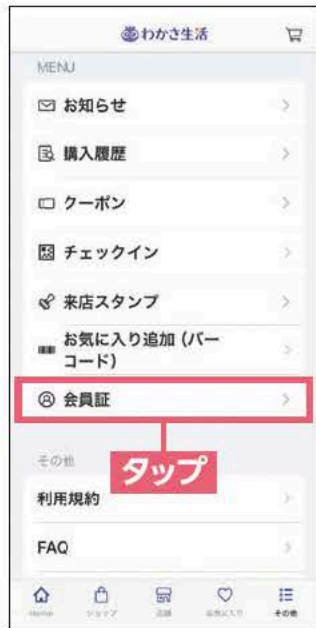 わかさ生活
MENU
お知らせ
購入履歴
クーポン
チェックイン
来店スタンプ
お気に入り追加 (バー
コード)
会員証
その他
タップ
利用規約
FAQ
Home
ショップ
店舗
お気に入り
その他